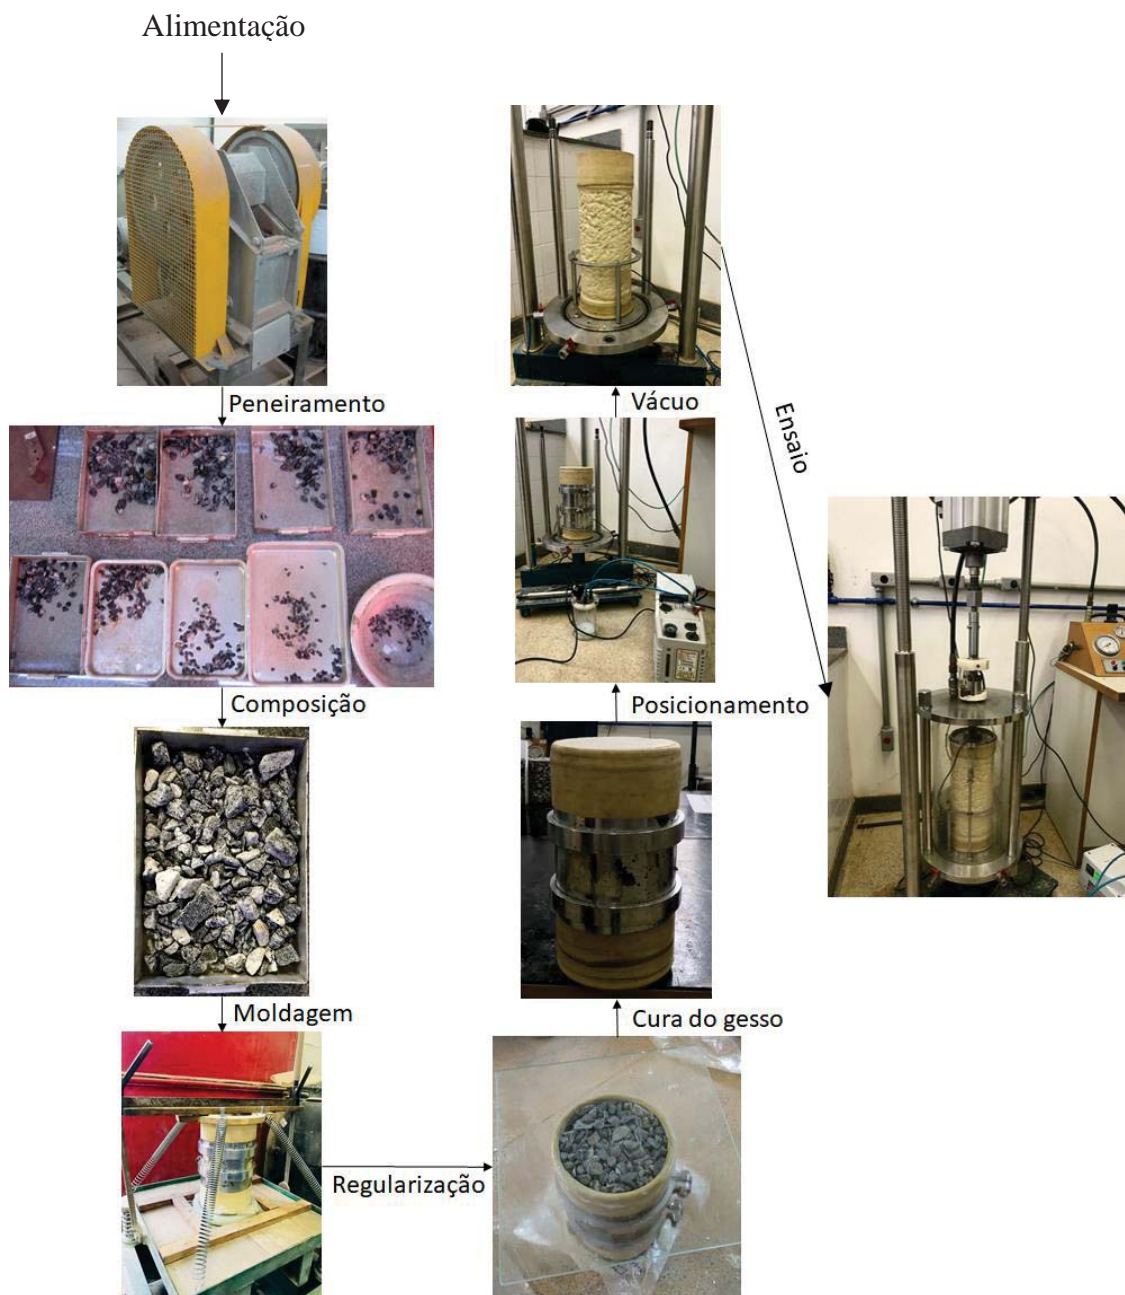 Alimentação
Peneiramento
Composição
Moldagem
Regularização
Cura do gesso
Posicionamento
Vácuo
Ensaio